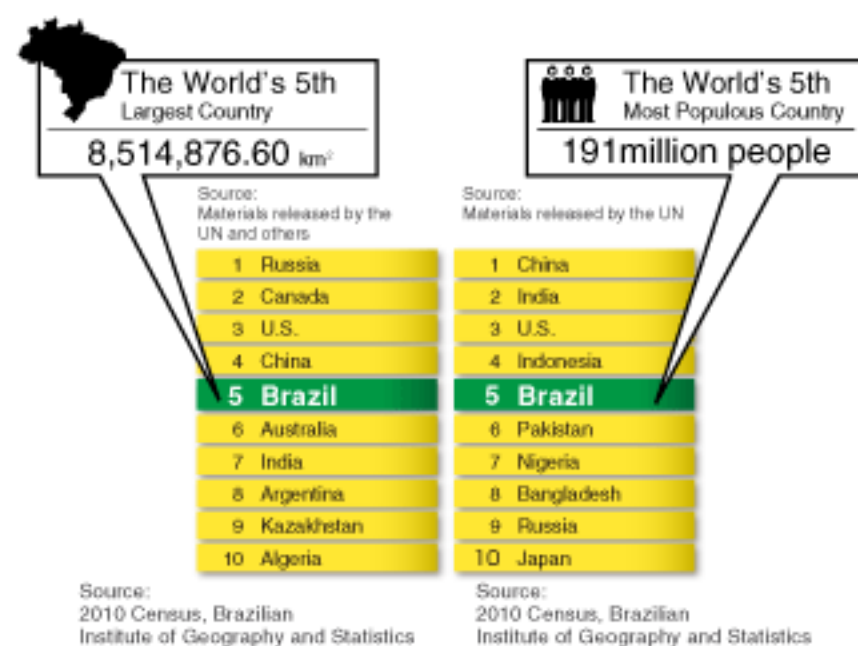 The World's 5th
Largest Country
8,514,876.60 km²
Source:
Materials released by the
UN and others
1 Russia
2 Canada
3 U.S.
4 China
5 Brazil
6 Australia
7 India
8 Argentina
9 Kazakhstan
10 Algeria
Source:
2010 Census, Brazilian
Institute of Geography and Statistics
The World's 5th
Most Populous Country
191million people
Source:
Materials released by the UN
1 China
2 India
3 U.S.
4 Indonesia
5 Brazil
6 Pakistan
7 Nigeria
8 Bangladesh
9 Russia
10 Japan
Source:
2010 Census, Brazilian
Institute of Geography and Statistics